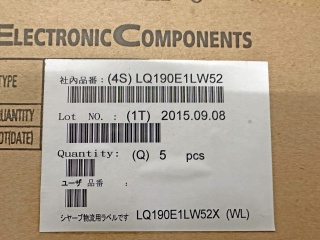 ELECTRONIC COMPONENTS
TYPE
社内品番：(4S) LQ190E1LW52
QUANTITY
Lot NO.：(1T) 2015.09.08
LOT(DATE)
Quantity: (Q) 5 pcs
ユーザ 品番 :
シャープ物流用ラベルです LQ190E1LW52X (WL)